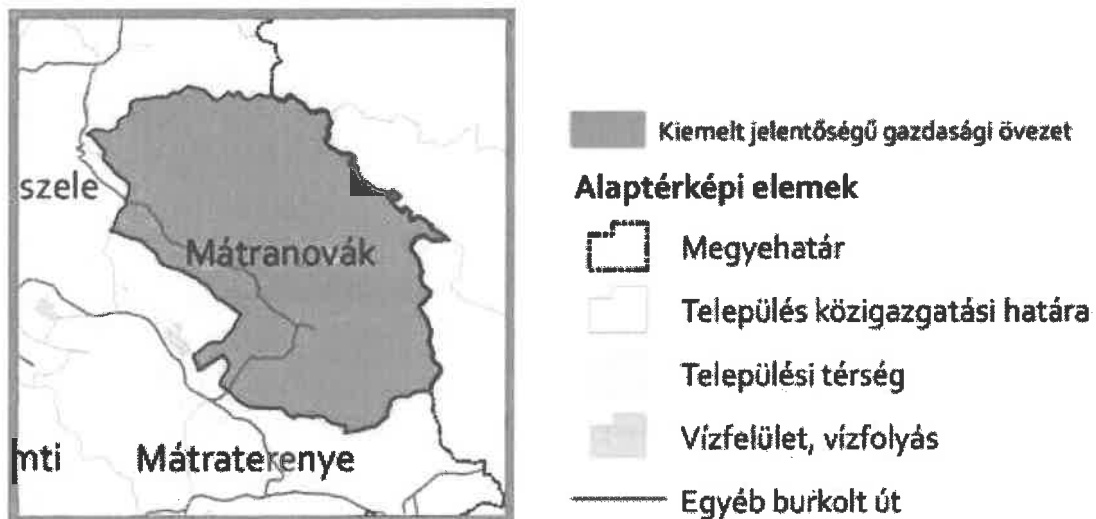 szele
Mátranovák
mti
Mátraterenye
Kiemelt jelentőségű gazdasági övezet
Alaptérképi elemek
Megyehatár
Település közigazgatási határa
Települési térség
Vízfelület, vízfolyás
Egyéb burkolt út